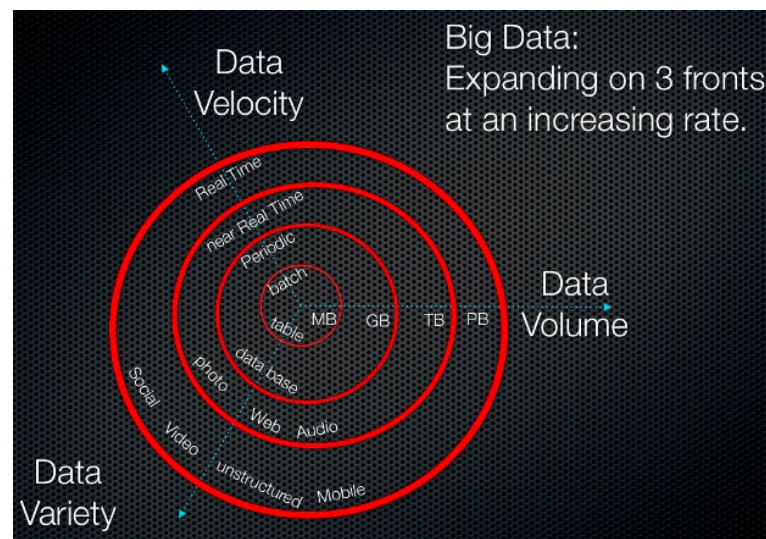 Big Data:
Expanding on 3 fronts
at an increasing rate.
Data
Velocity
Real Time
near Real Time
Periodic
batch
table
MB
GB
TB
PB
Data
Volume
data base
photo
Web
Audio
Social
Video
unstructured
Mobile
Data
Variety